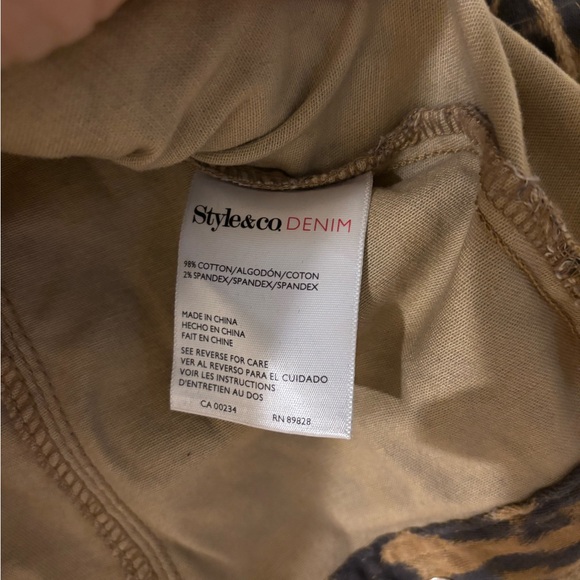 Style&co. DENIM
98% COTTON/ALGODÓN/COTON
2% SPANDEX/SPANDEX/SPANDEX
MADE IN CHINA
HECHO EN CHINA
FAIT EN CHINE
SEE REVERSE FOR CARE
VER AL REVERSO PARA EL CUIDADO
VOIR LES INSTRUCTIONS
D'ENTRETIEN AU DOS
CA 00234 RN 89828